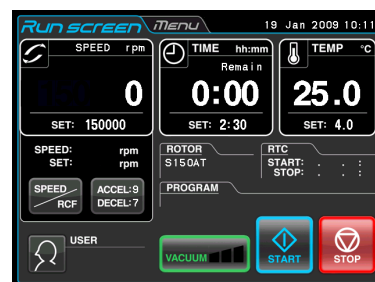 Run screen Menu 19 Jan 2009 10:11
SPEED rpm
0
SET: 150000
TIME hh:mm
Remain
0:00
SET: 2:30
TEMP °C
25.0
SET: 4.0
SPEED: rpm
SET: rpm
SPEED
RCF
ACCEL:9
DECEL:7
ROTOR
S150AT
RTC
START: : :
STOP: : :
PROGRAM
USER
VACUUM
START
STOP